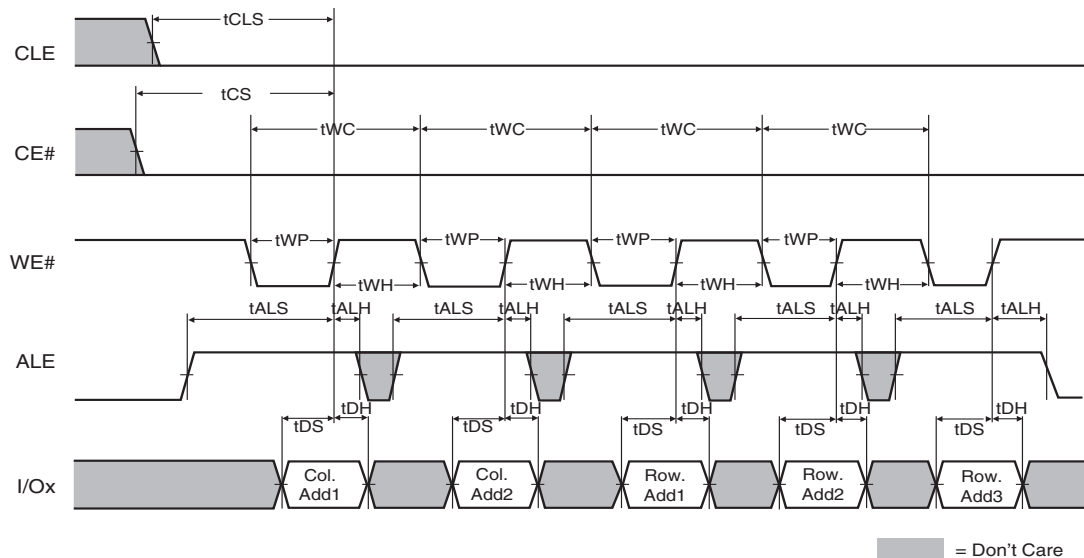 tCLS
CLE
tCS
tWC tWC tWC tWC
CE#
tWP tWP tWP tWP
WE#
tWH tWH tWH tWH
tALS tALH tALS tALH tALS tALH tALS tALH tALS tALH
ALE
tDS tDH tDS tDH tDS tDH tDS tDH tDS tDH
I/Ox
Col. Add1
Col. Add2
Row. Add1
Row. Add2
Row. Add3
= Don't Care